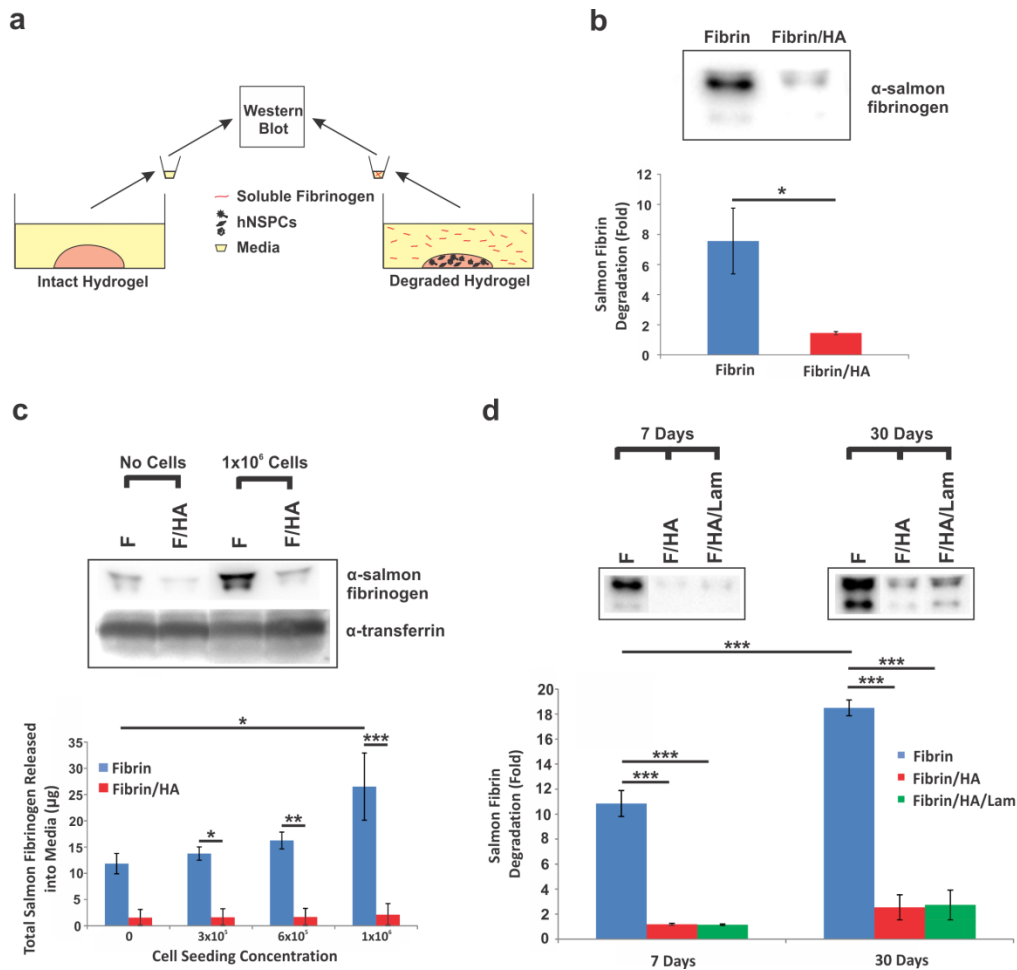 a
Western
Blot
Soluble Fibrinogen
hNSPCs
Media
Intact Hydrogel
Degraded Hydrogel
b
Fibrin Fibrin/HA
α-salmon
fibrinogen
Salmon Fibrin
Degradation (Fold)
12
10
8
6
4
2
0
*
Fibrin
Fibrin/HA
c
No Cells
1x10⁶ Cells
F
F/HA
F
F/HA
α-salmon
fibrinogen
α-transferrin
Total Salmon Fibrinogen Released
into Media (µg)
35
30
25
20
15
10
5
0
Fibrin
Fibrin/HA
*
*
**
***
0
3x10⁵
6x10⁵
1x10⁶
Cell Seeding Concentration
d
7 Days
30 Days
F
F/HA
F/HA/Lam
F
F/HA
F/HA/Lam
Salmon Fibrin
Degradation (Fold)
20
18
16
14
12
10
8
6
4
2
0
***
***
***
***
***
Fibrin
Fibrin/HA
Fibrin/HA/Lam
7 Days
30 Days